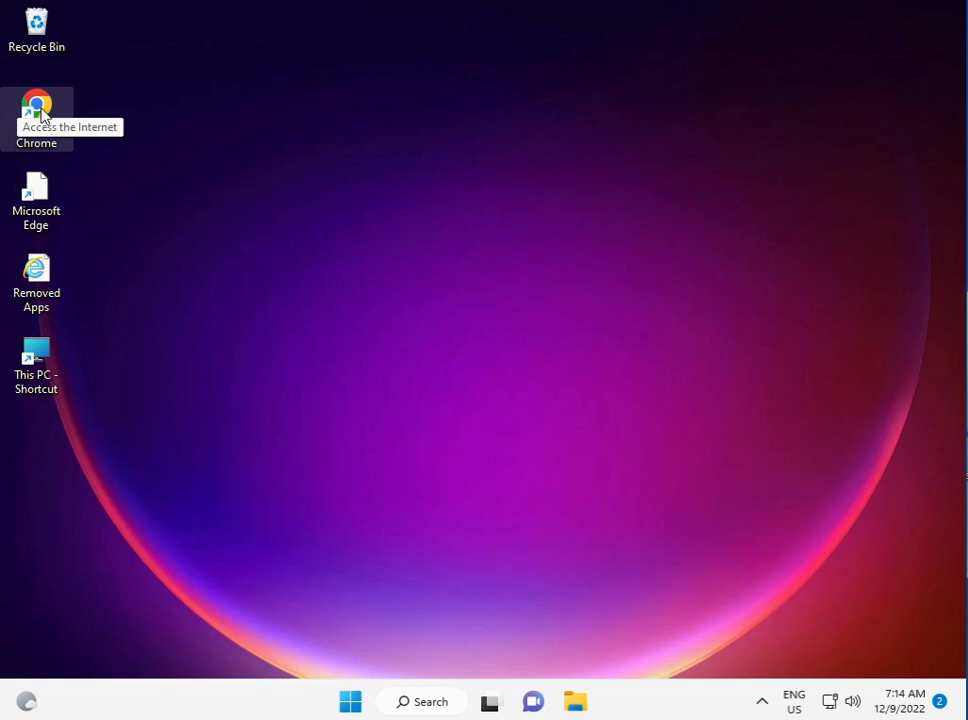 Recycle Bin
Access the Internet
Chrome
Microsoft
Edge
Removed
Apps
This PC -
Shortcut
Search
ENG
US
7:14 AM
12/9/2022
2